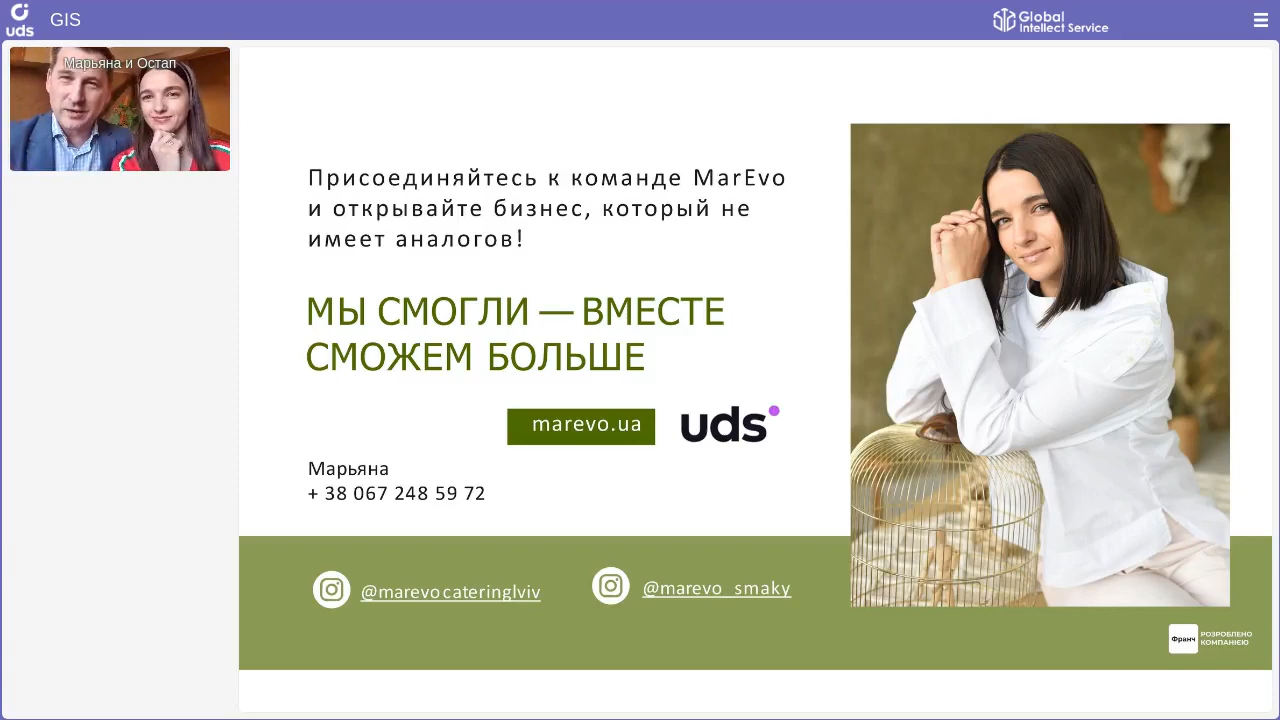 uds
GIS
Global
Intellect Service
Марьяна и Остап
Присоединяйтесь к команде MarEvo
и открывайте бизнес, который не
имеет аналогов!
МЫ СМОГЛИ — ВМЕСТЕ
СМОЖЕМ БОЛЬШЕ
marevo.ua
uds
Марьяна
+ 38 067 248 59 72
@marevocateringlviv
@marevo_smaky
Франч
РОЗРОБЛЕНО
КОМПАНІЄЮ